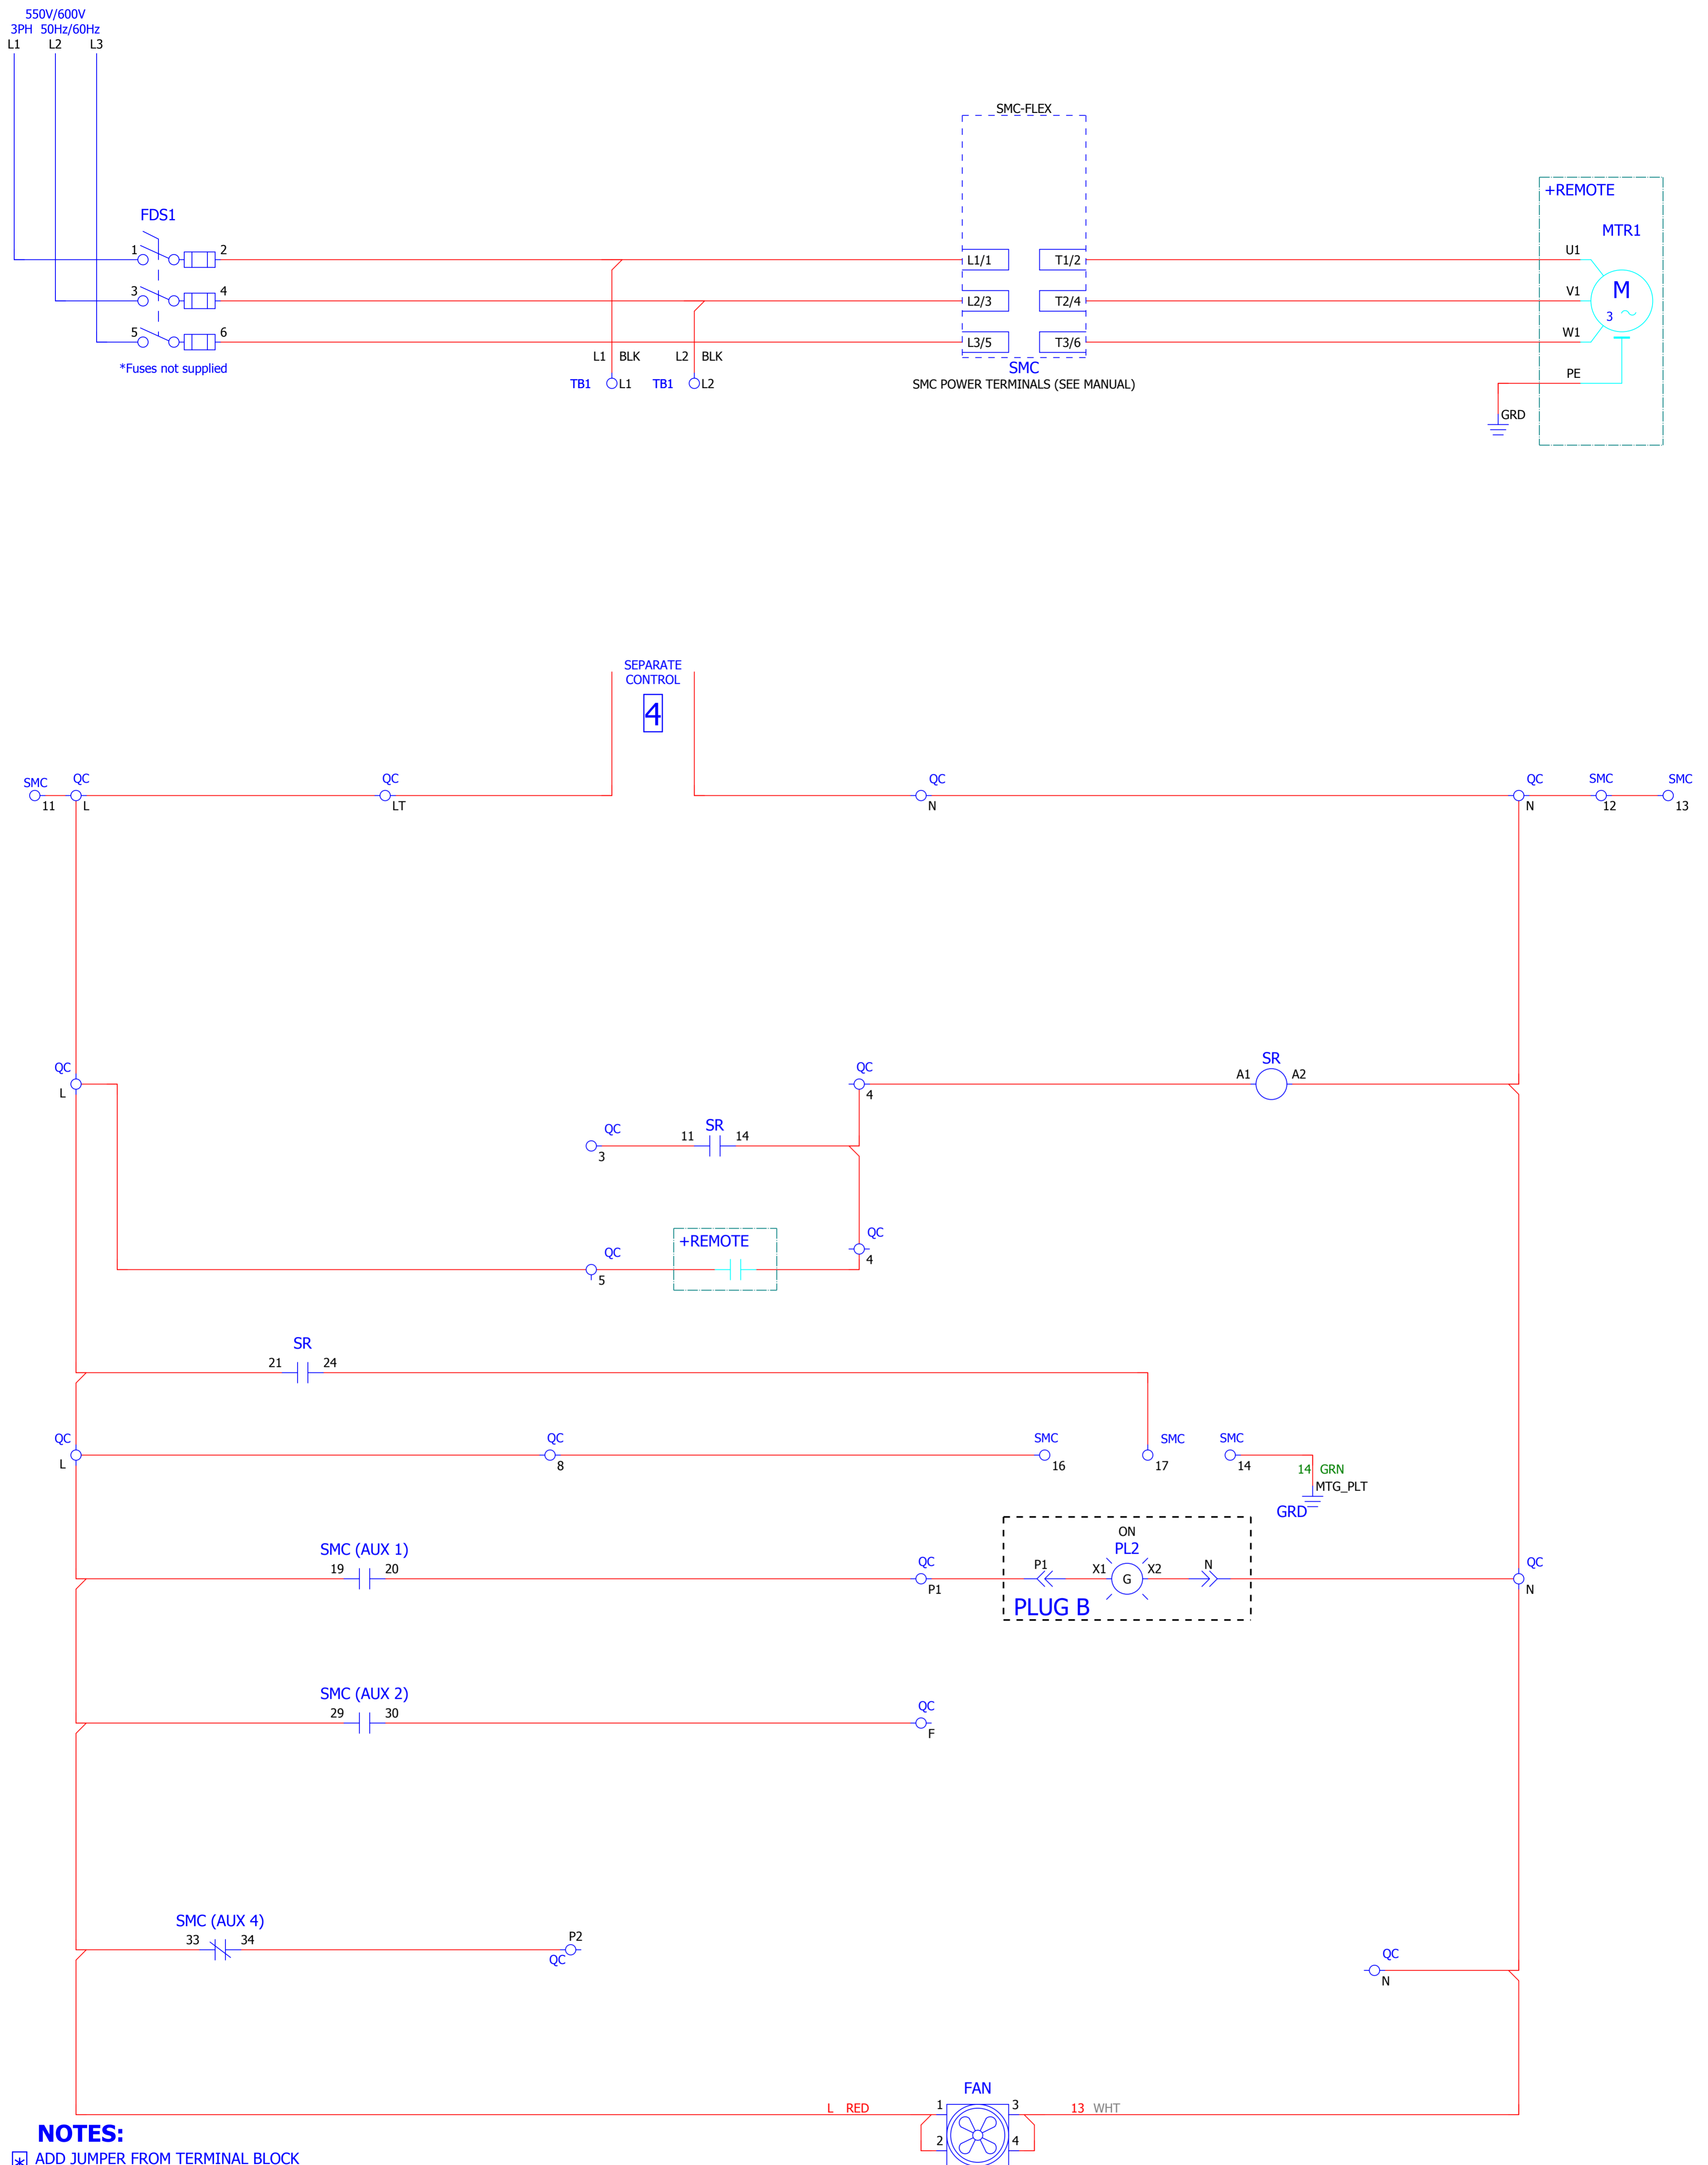 550V/600V
3PH 50Hz/60Hz
L1 L2 L3
SMC-FLEX
+REMOTE
FDS1
MTR1
1 2 L1/1 T1/2 U1
3 4 L2/3 T2/4 V1 M
3
5 6 L3/5 T3/6 W1
L1 BLK L2 BLK
*Fuses not supplied
SMC
PE
TB1 L1 TB1 L2
SMC POWER TERMINALS (SEE MANUAL)
GRD
SEPARATE
CONTROL
4
SMC QC QC QC QC SMC SMC
11 L LT N N 12 13
QC QC SR
A1 A2
L 4
QC SR
11 14
3
QC
+REMOTE
QC
4
5
SR
21 24
QC QC SMC SMC SMC
L 8 16 17 14
14 GRN
MTG_PLT
GRD
ON
SMC (AUX 1) PL2
19 20 QC P1 X1 X2 N QC
G
P1 N
PLUG B
SMC (AUX 2)
29 30 QC
F
SMC (AUX 4)
33 34 P2
QC
QC
N
FAN
L RED 1 3 13 WHT
2 4
NOTES:
* ADD JUMPER FROM TERMINAL BLOCK